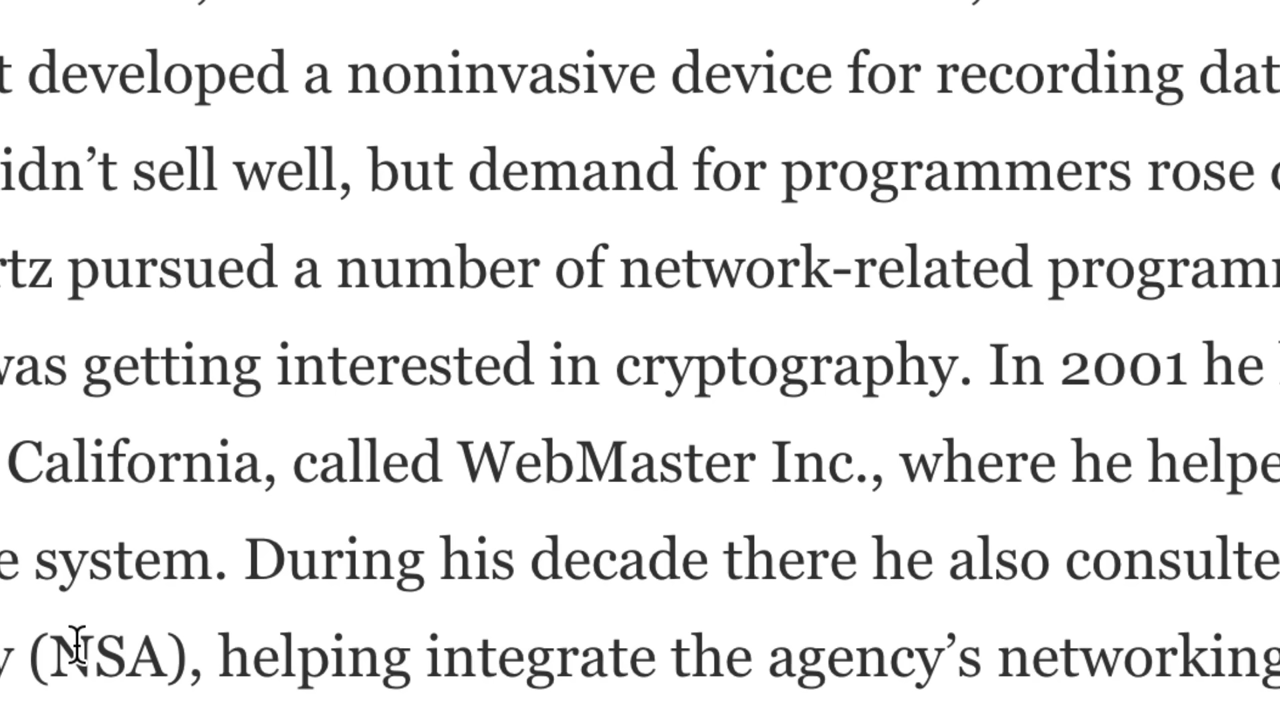 t developed a noninvasive device for recording dat
idn’t sell well, but demand for programmers rose
rtz pursued a number of network-related program
was getting interested in cryptography. In 2001 he
California, called WebMaster Inc., where he helpe
e system. During his decade there he also consulte
y (NSA), helping integrate the agency’s networking